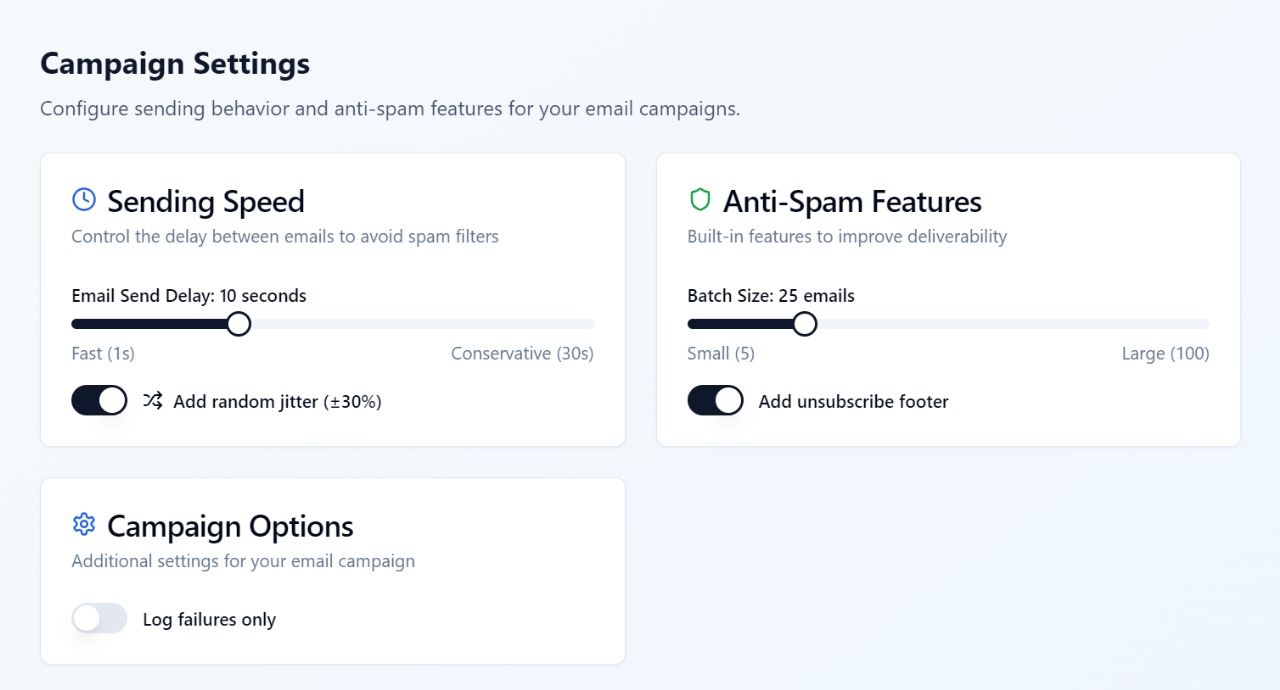 Campaign Settings
Configure sending behavior and anti-spam features for your email campaigns.
Sending Speed
Control the delay between emails to avoid spam filters
Email Send Delay: 10 seconds
Fast (1s)
Conservative (30s)
Add random jitter (±30%)
Anti-Spam Features
Built-in features to improve deliverability
Batch Size: 25 emails
Small (5)
Large (100)
Add unsubscribe footer
Campaign Options
Additional settings for your email campaign
Log failures only